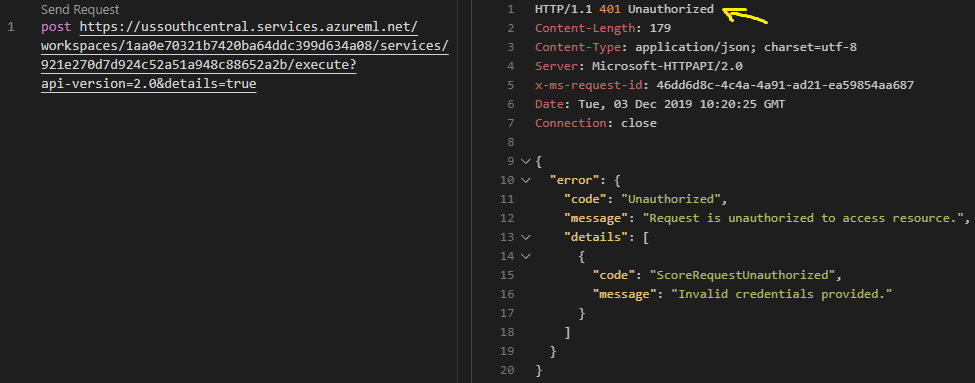 Send Request
1 post https://ussouthcentral.services.azureml.net/
workspaces/1aa0e70321b7420ba64ddc399d634a08/services/
921e270d7d924c52a51a948c88652a2b/execute?
api-version=2.0&details=true
1 HTTP/1.1 401 Unauthorized
2 Content-Length: 179
3 Content-Type: application/json; charset=utf-8
4 Server: Microsoft-HTTPAPI/2.0
5 x-ms-request-id: 46dd6d8c-4c4a-4a91-ad21-ea59854aa687
6 Date: Tue, 03 Dec 2019 10:20:25 GMT
7 Connection: close
8
9 {
10 "error": {
11 "code": "Unauthorized",
12 "message": "Request is unauthorized to access resource.",
13 "details": [
14 {
15 "code": "ScoreRequestUnauthorized",
16 "message": "Invalid credentials provided."
17 }
18 ]
19 }
20 }